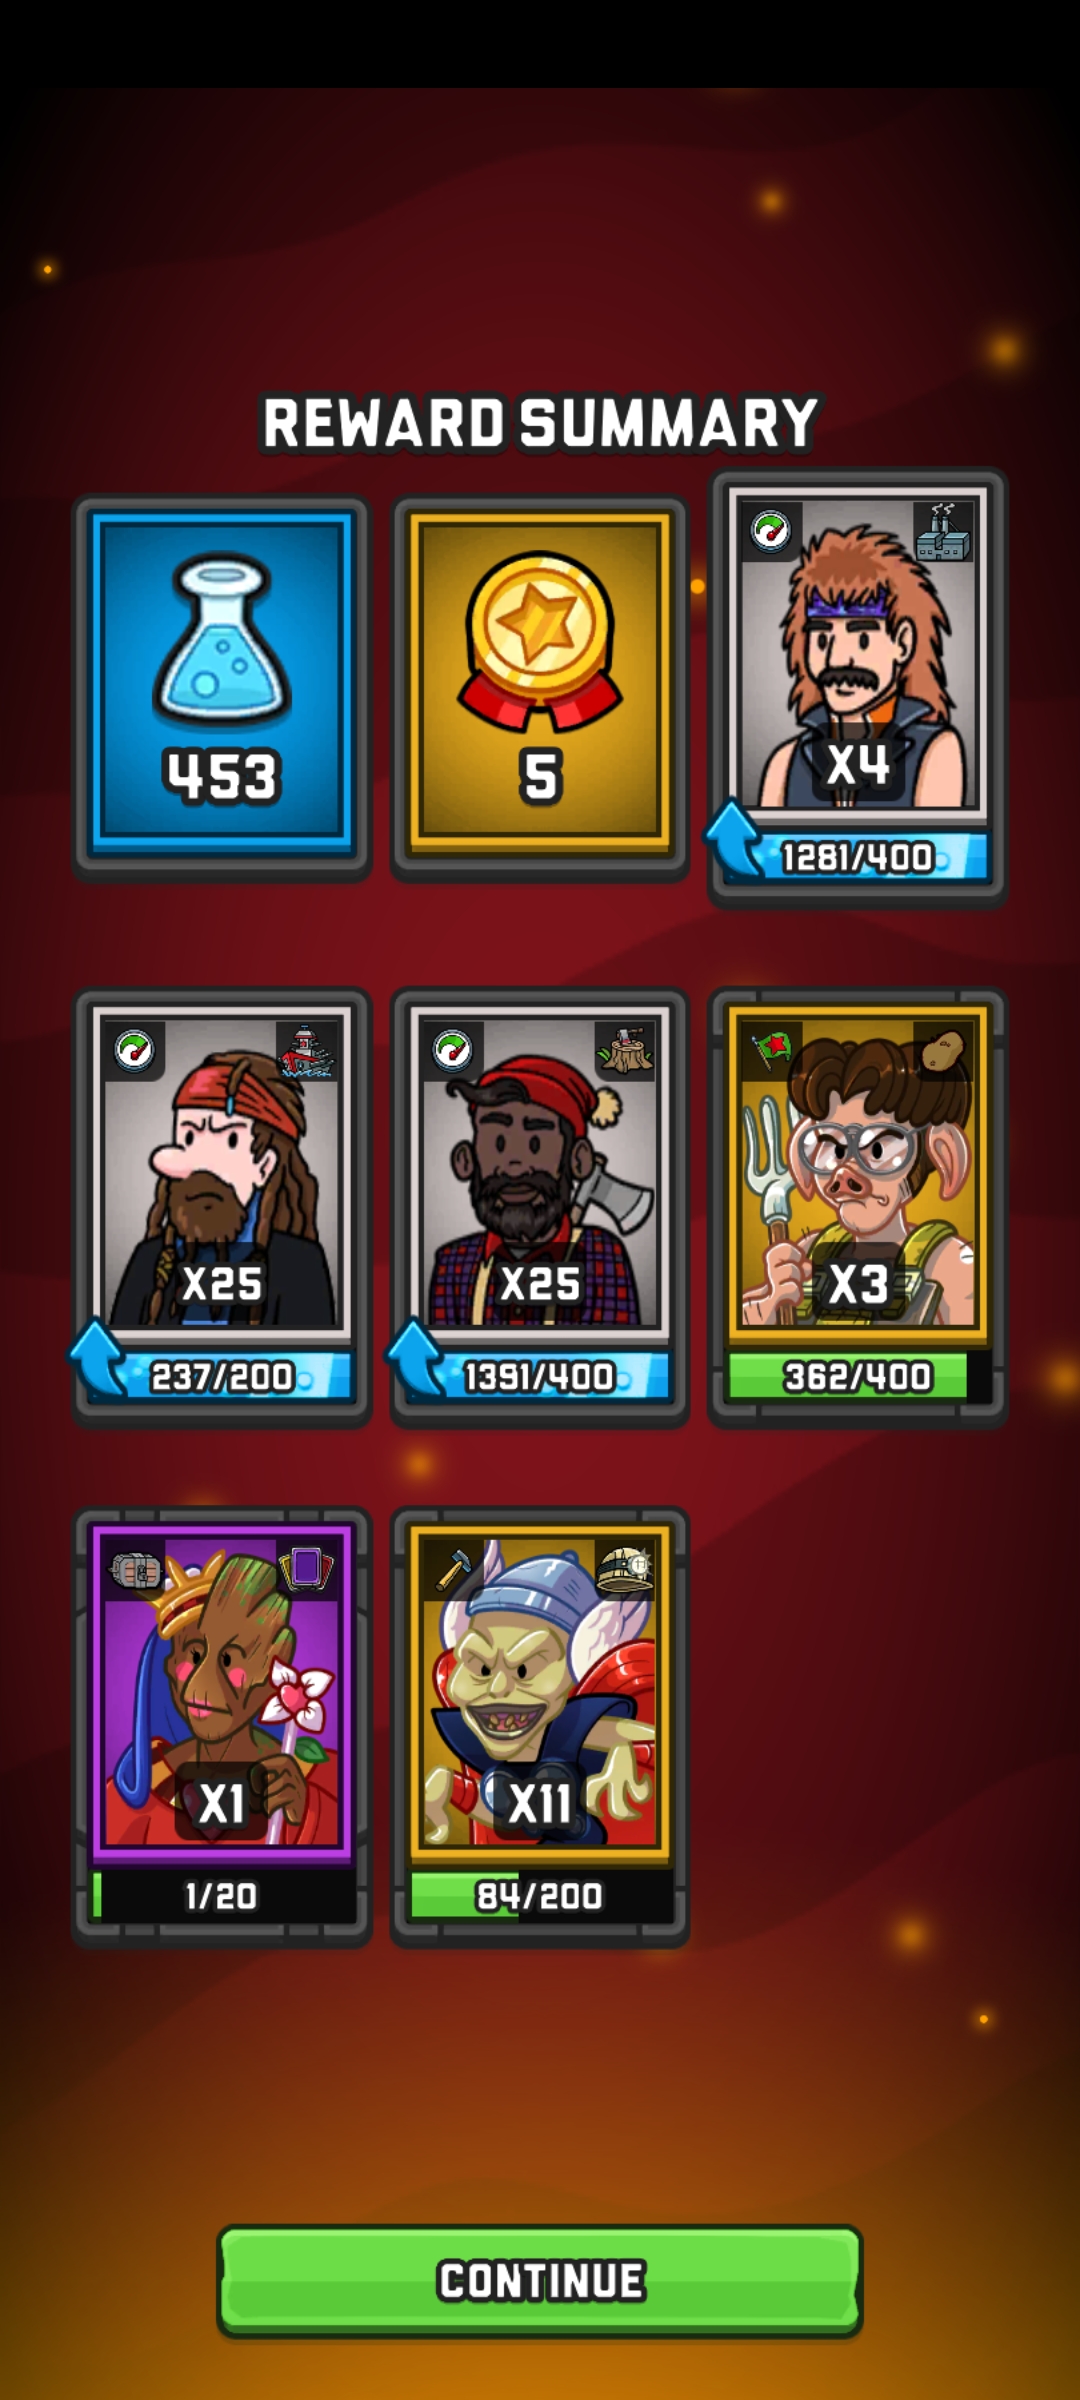 REWARD SUMMARY
453
5
X4
1281/400
X25
237/200
X25
1391/400
X3
362/400
X1
1/20
X11
84/200
CONTINUE